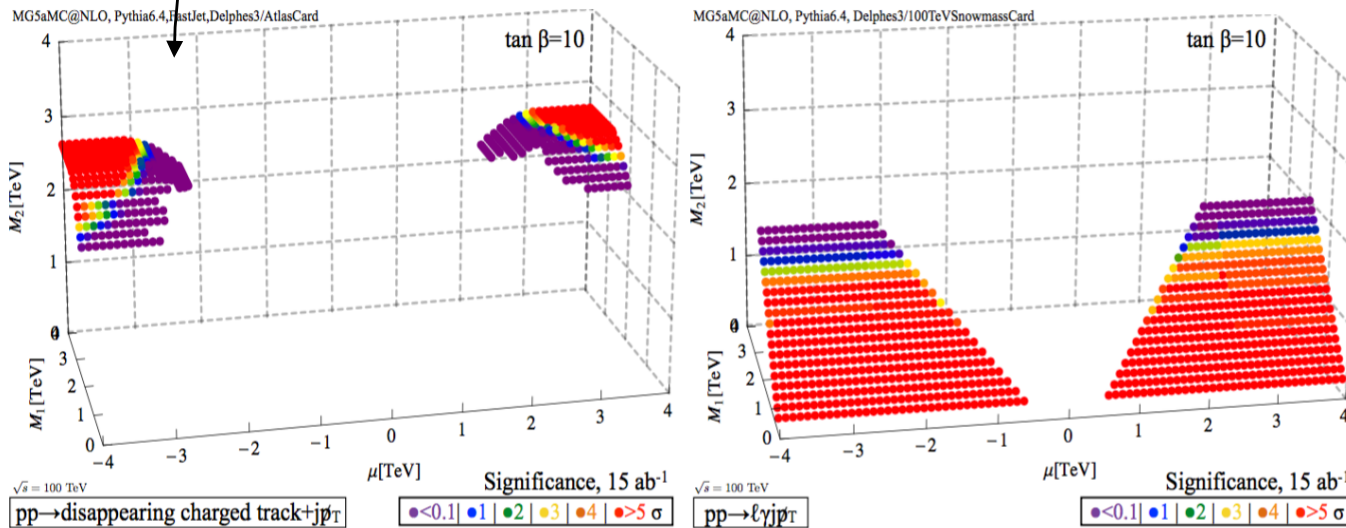 MG5aMC@NLO, Pythia6.4,FastJet,Delphes3/AtlasCard
tan β=10
4
3
2
1
0
4
M₂[TeV]
3
2
1
0
M₁[TeV]
−4
−3
−2
−1
0
1
2
3
4
μ[TeV]
√s = 100 TeV
pp→disappearing charged track+jp̸T
Significance, 15 ab⁻¹
●<0.1|●1|●2|●3|●4|●>5 σ
MG5aMC@NLO, Pythia6.4, Delphes3/100TeVSnowmassCard
tan β=10
4
3
2
1
0
4
M₂[TeV]
3
2
1
0
M₁[TeV]
−4
−3
−2
−1
0
1
2
3
4
μ[TeV]
√s = 100 TeV
pp→ℓγjp̸T
Significance, 15 ab⁻¹
●<0.1|●1|●2|●3|●4|●>5 σ